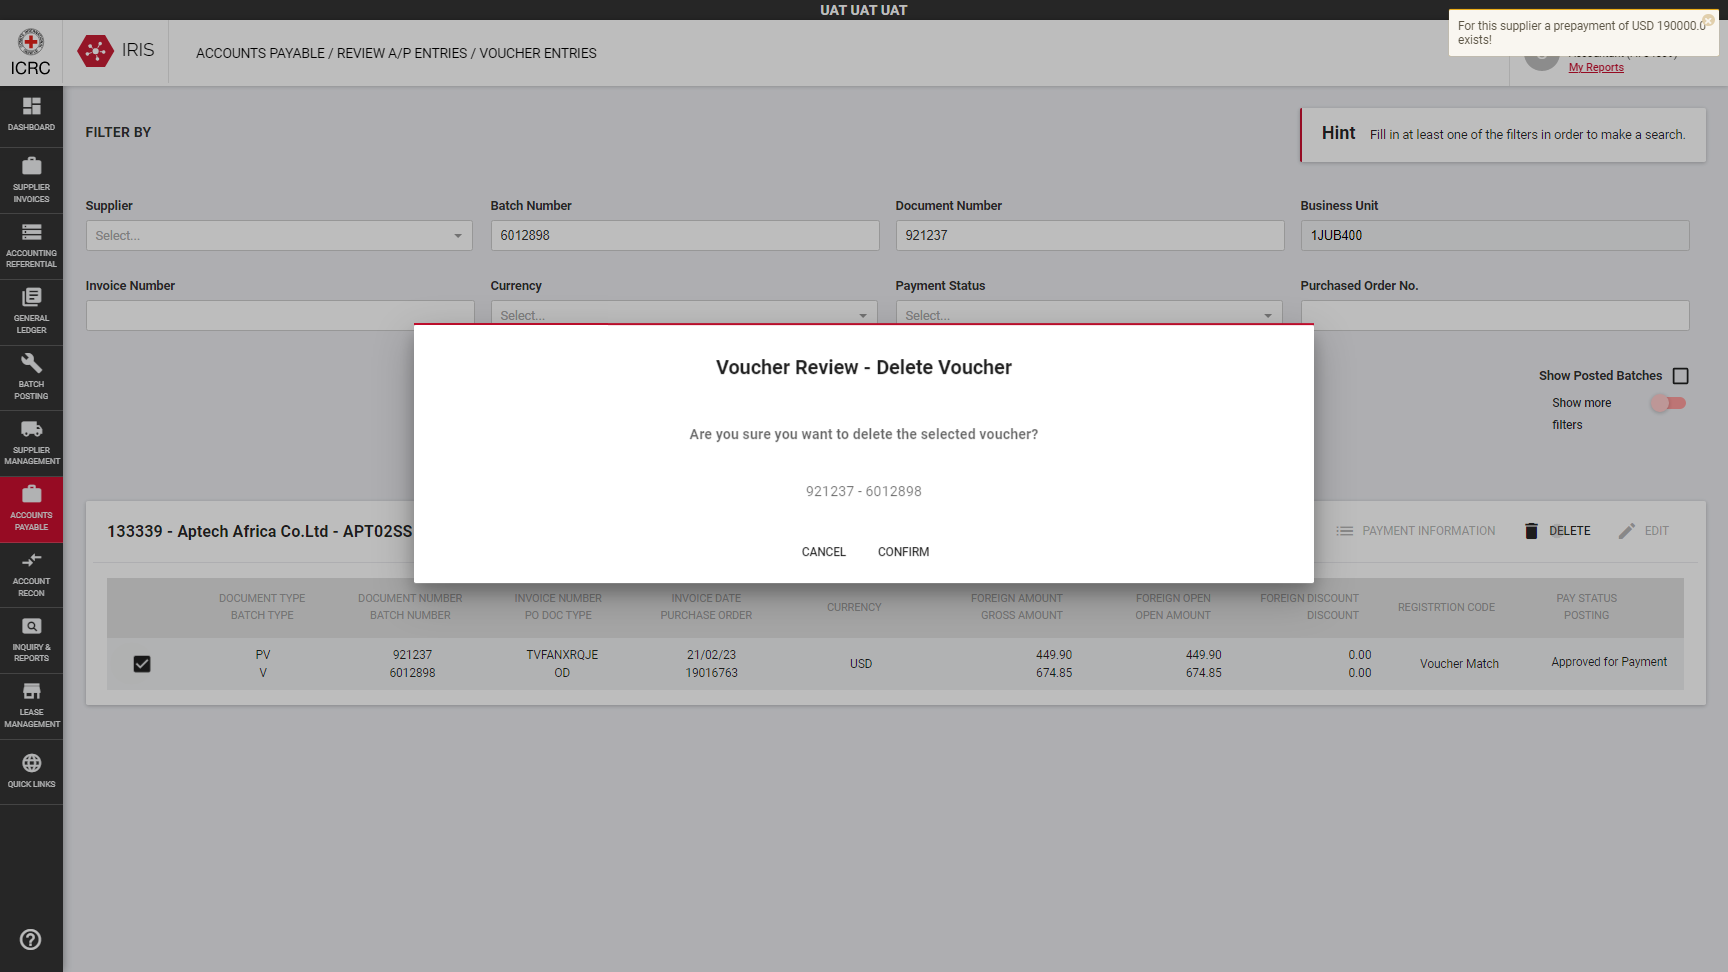 UAT UAT UAT
ICRC
IRIS
ACCOUNTS PAYABLE / REVIEW A/P ENTRIES / VOUCHER ENTRIES
For this supplier a prepayment of USD 190000.0
exists!
My Reports
DASHBOARD
SUPPLIER
INVOICES
ACCOUNTING
REFERENTIAL
GENERAL
LEDGER
BATCH
POSTING
SUPPLIER
MANAGEMENT
ACCOUNTS
PAYABLE
ACCOUNT
RECON
INQUIRY &
REPORTS
LEASE
MANAGEMENT
QUICK LINKS
FILTER BY
Hint Fill in at least one of the filters in order to make a search.
Supplier Batch Number Document Number Business Unit
Select... 6012898 921237 1JUB400
Invoice Number Currency Payment Status Purchased Order No.
Select... Select...
Show Posted Batches
Show more
filters
Voucher Review - Delete Voucher
Are you sure you want to delete the selected voucher?
921237 - 6012898
CANCEL CONFIRM
133339 - Aptech Africa Co.Ltd - APT02SS
PAYMENT INFORMATION DELETE EDIT
DOCUMENT TYPE DOCUMENT NUMBER INVOICE NUMBER INVOICE DATE FOREIGN AMOUNT FOREIGN OPEN FOREIGN DISCOUNT PAY STATUS
CURRENCY REGISTRTION CODE
BATCH TYPE BATCH NUMBER PO DOC TYPE PURCHASE ORDER GROSS AMOUNT OPEN AMOUNT DISCOUNT POSTING
PV 921237 TVFANXRQJE 21/02/23 449.90 449.90 0.00
USD Voucher Match Approved for Payment
V 6012898 OD 19016763 674.85 674.85 0.00